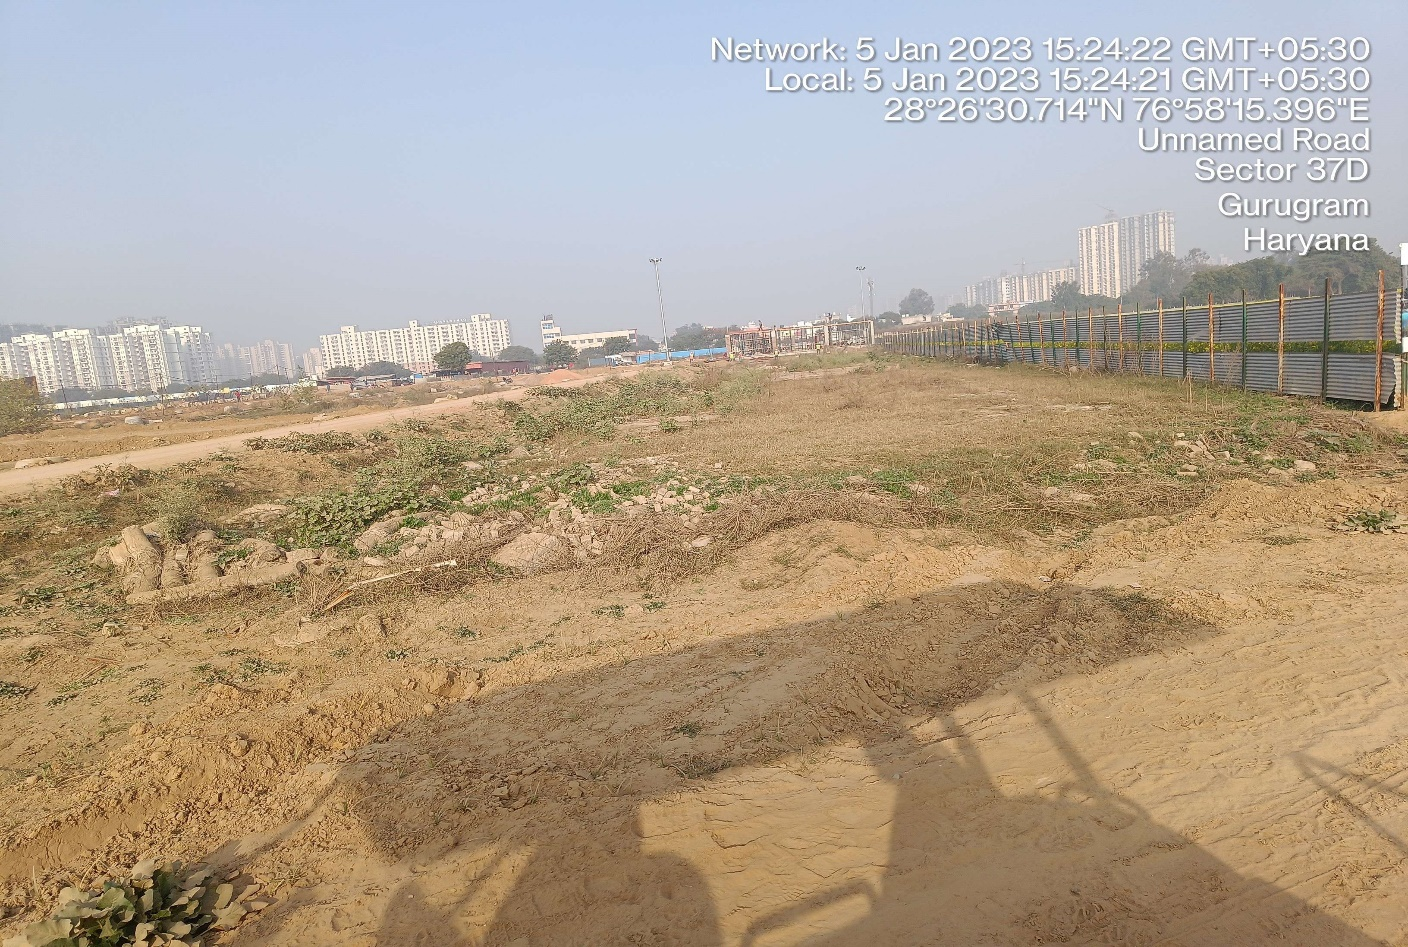 Network: 5 Jan 2023 15:24:22 GMT+05:30
Local: 5 Jan 2023 15:24:21 GMT+05:30
28°26'30.714"N 76°58'15.396"E
Unnamed Road
Sector 37D
Gurugram
Haryana